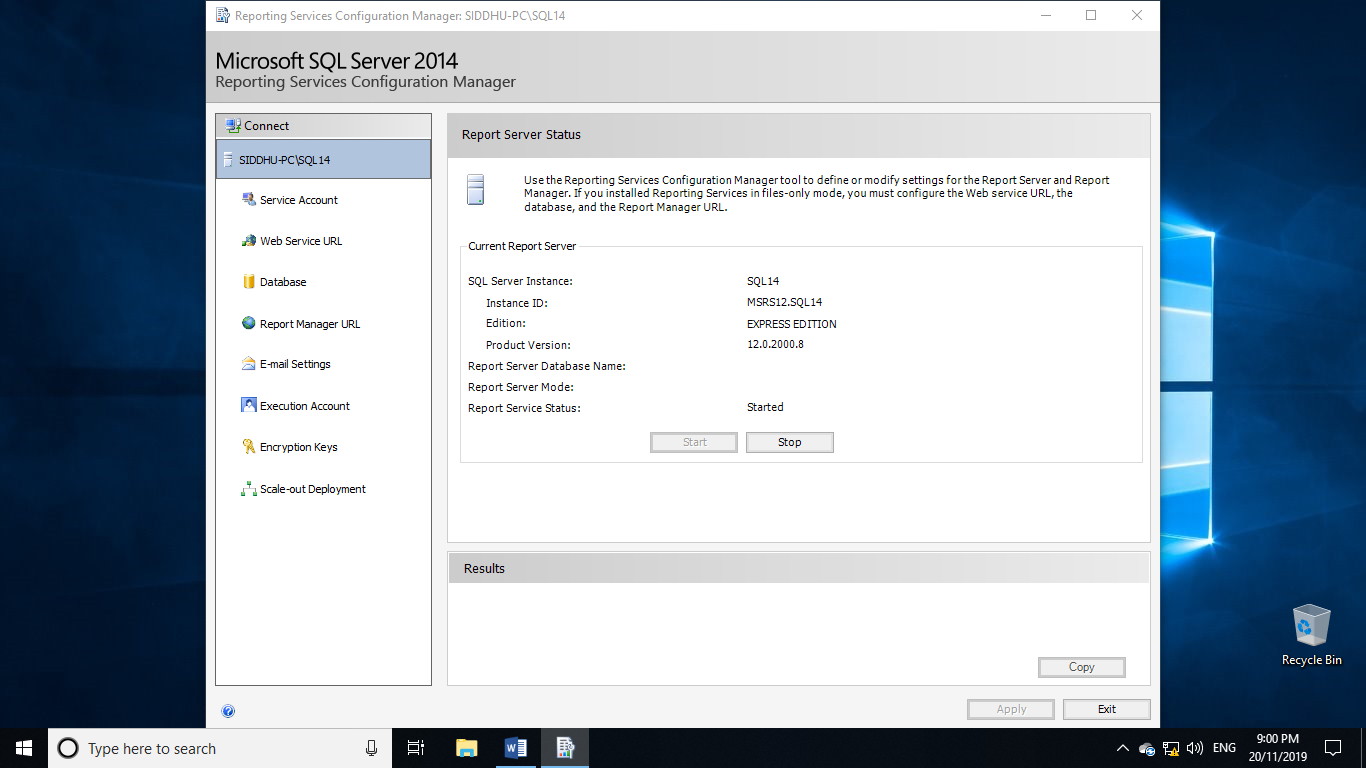 Reporting Services Configuration Manager: SIDDHU-PC\SQL14
Microsoft SQL Server 2014
Reporting Services Configuration Manager
Connect
SIDDHU-PC\SQL14
Service Account
Web Service URL
Database
Report Manager URL
E-mail Settings
Execution Account
Encryption Keys
Scale-out Deployment
Report Server Status
Use the Reporting Services Configuration Manager tool to define or modify settings for the Report Server and Report
Manager. If you installed Reporting Services in files-only mode, you must configure the Web service URL, the
database, and the Report Manager URL.
Current Report Server
SQL Server Instance: SQL14
Instance ID: MSRS12.SQL14
Edition: EXPRESS EDITION
Product Version: 12.0.2000.8
Report Server Database Name:
Report Server Mode:
Report Service Status: Started
Start Stop
Results
Copy
Apply Exit
Recycle Bin
Type here to search
ENG
9:00 PM
20/11/2019